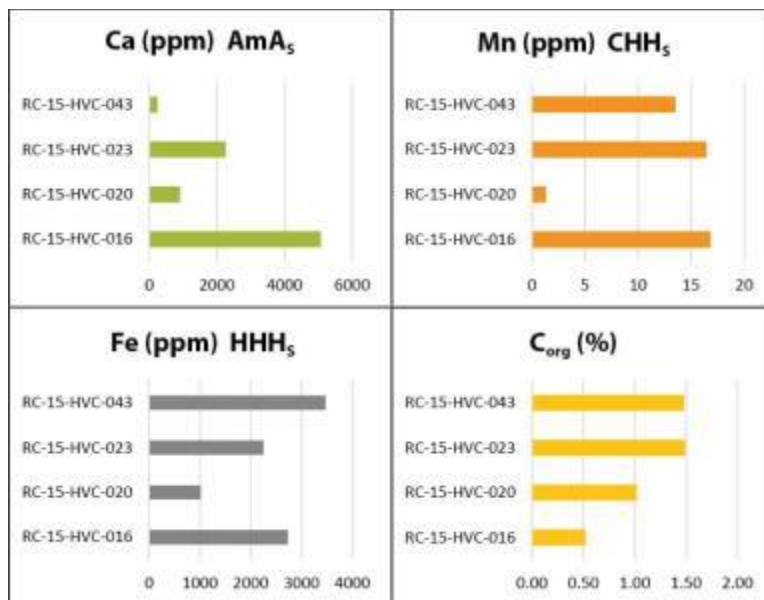 Ca (ppm) AmAs
RC-15-HVC-043
RC-15-HVC-023
RC-15-HVC-020
RC-15-HVC-016
0 2000 4000 6000
Mn (ppm) CHHs
RC-15-HVC-043
RC-15-HVC-023
RC-15-HVC-020
RC-15-HVC-016
0 5 10 15 20
Fe (ppm) HHHs
RC-15-HVC-043
RC-15-HVC-023
RC-15-HVC-020
RC-15-HVC-016
0 1000 2000 3000 4000
Corg (%)
RC-15-HVC-043
RC-15-HVC-023
RC-15-HVC-020
RC-15-HVC-016
0.00 0.50 1.00 1.50 2.00